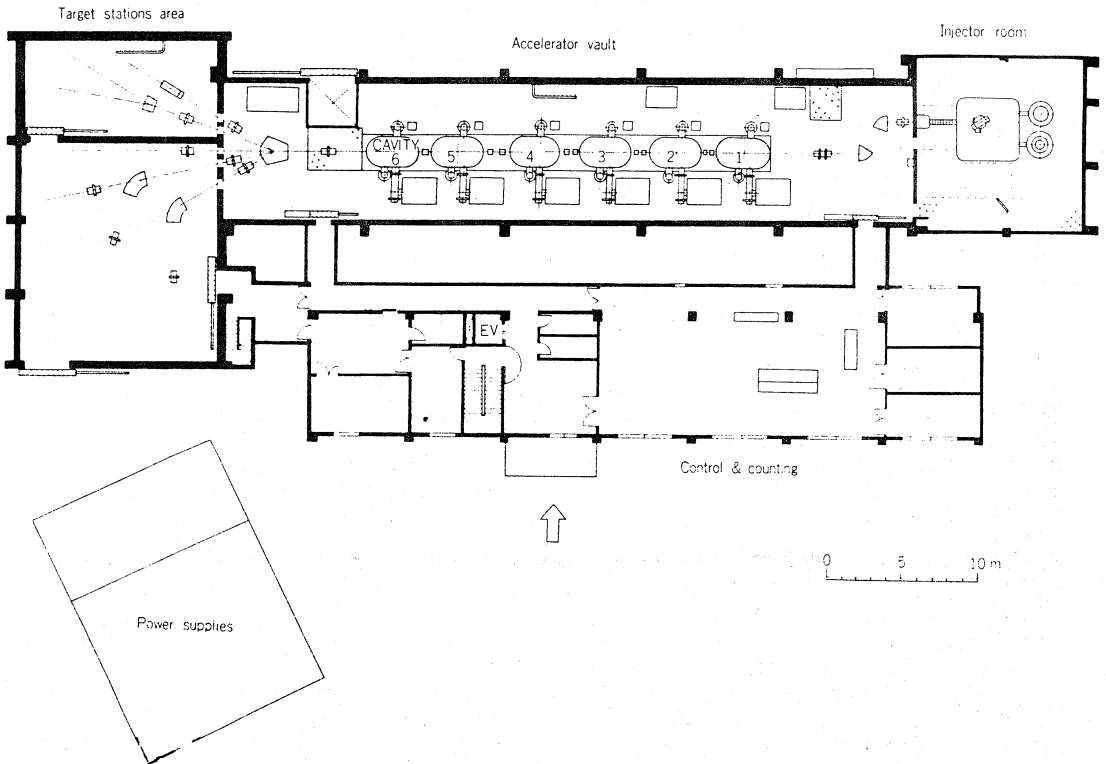 Target stations area
Accelerator vault
Injector room
CAVITY
6 5 4 3 2 1
EV
Control & counting
0 5 10 m
Power supplies